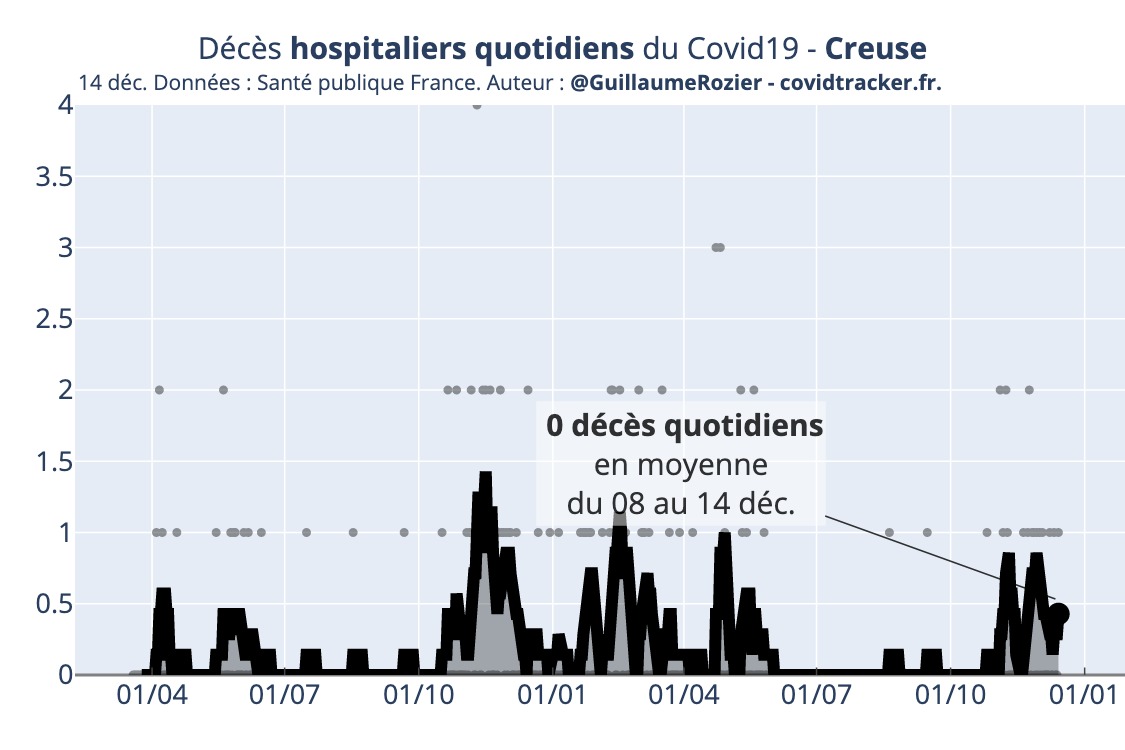 Décès hospitaliers quotidiens du Covid19 - Creuse
14 déc. Données : Santé publique France. Auteur : @GuillaumeRozier - covidtracker.fr.
4
3.5
3
2.5
2
0 décès quotidiens
en moyenne
du 08 au 14 déc.
1.5
1
0.5
0
01/04 01/07 01/10 01/01 01/04 01/07 01/10 01/01